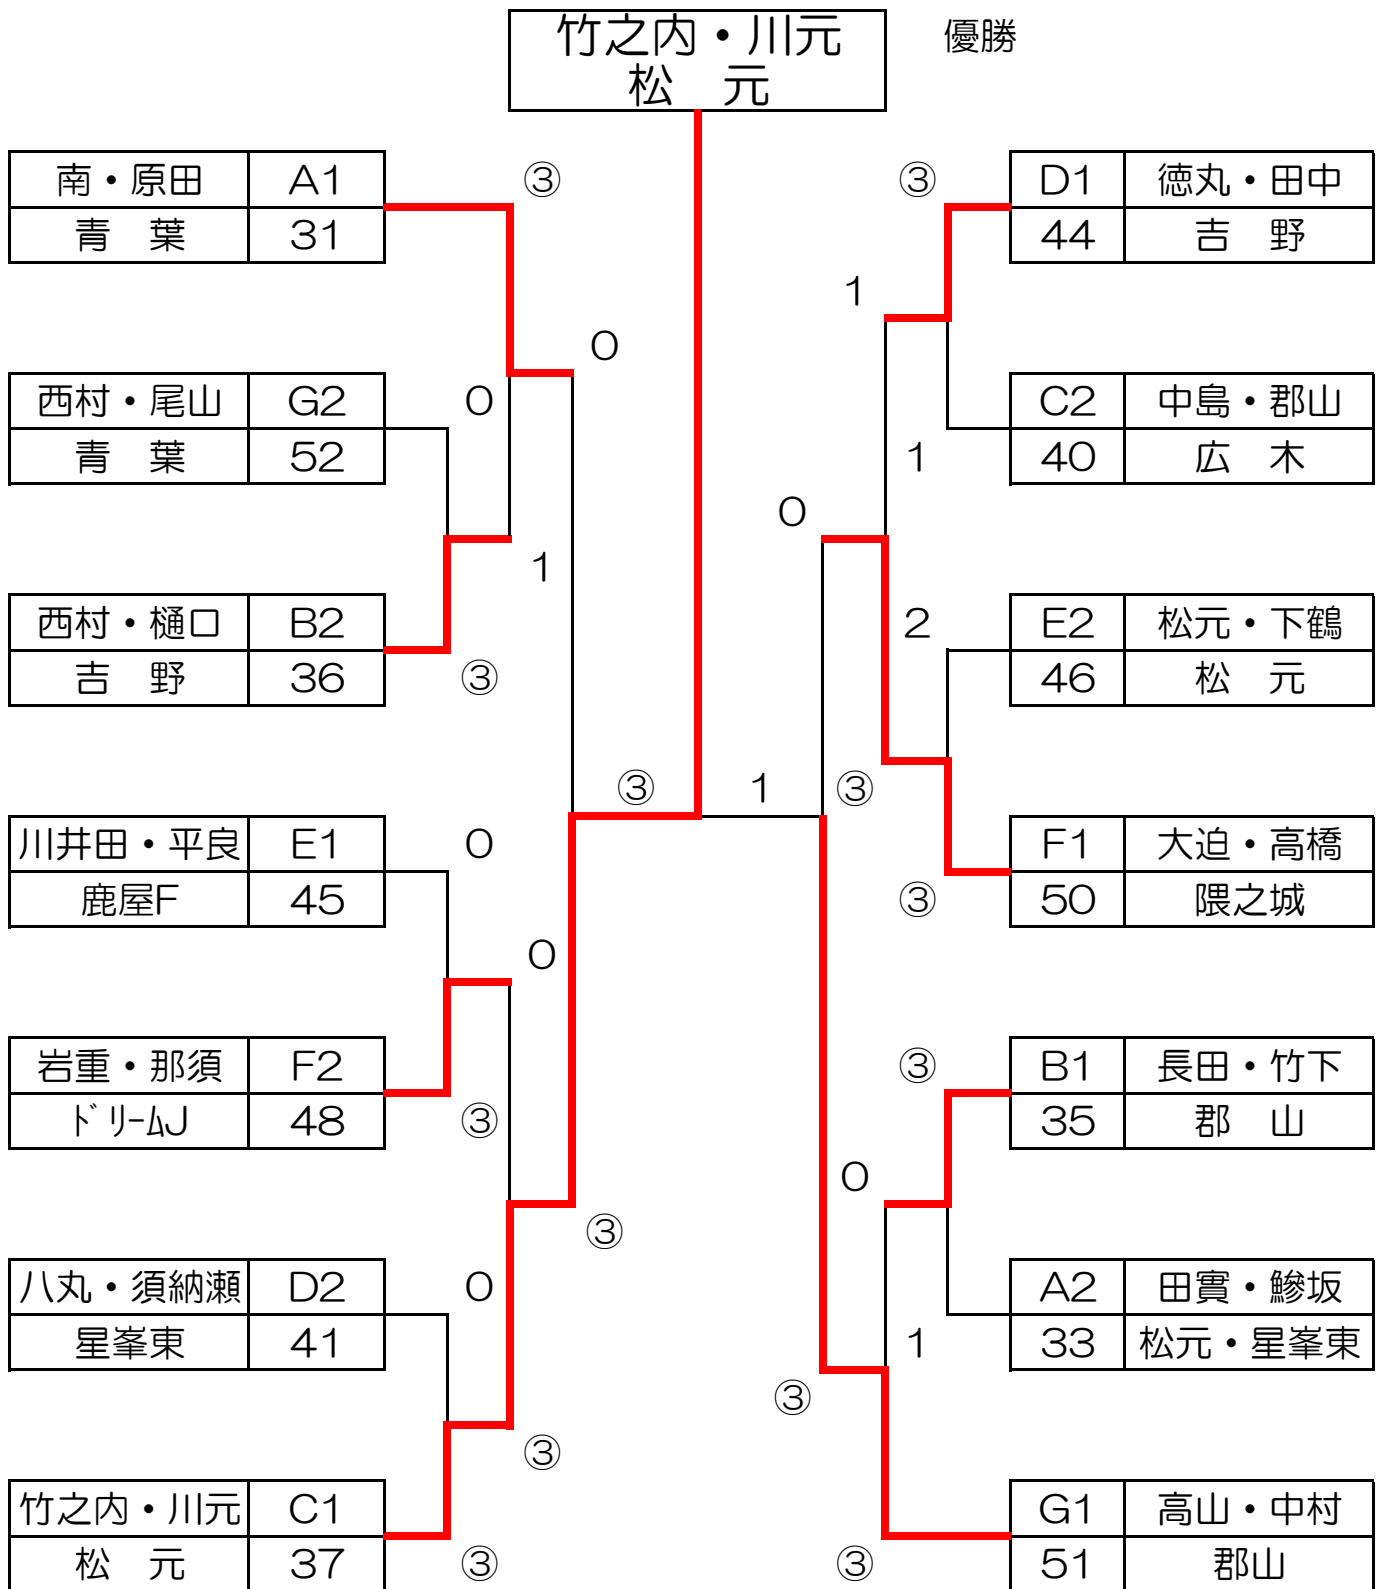 竹之内・川元
松　元
優勝
南・原田 A1
青　葉 31
③
③
D1 徳丸・田中
44 吉　野
1
0
西村・尾山 G2
青　葉 52
0
C2 中島・郡山
40 広　木
1
0
1
西村・樋口 B2
吉　野 36
③
2
E2 松元・下鶴
46 松　元
③
1
③
川井田・平良 E1
鹿屋F 45
0
F1 大迫・高橋
50 隈之城
③
0
岩重・那須 F2
ドリームJ 48
③
③
B1 長田・竹下
35 郡　山
0
③
八丸・須納瀬 D2
星峯東 41
0
A2 田實・鰺坂
33 松元・星峯東
1
③
③
竹之内・川元 C1
松　元 37
③
③
G1 高山・中村
51 郡山